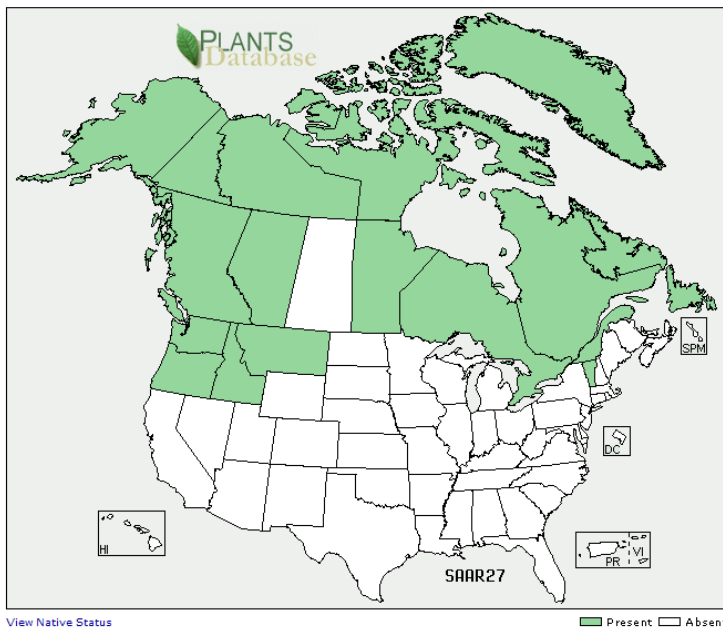 PLANTS
Database
SPM
DC
HI
PR
VI
SAAR27
View Native Status
Present
Absen